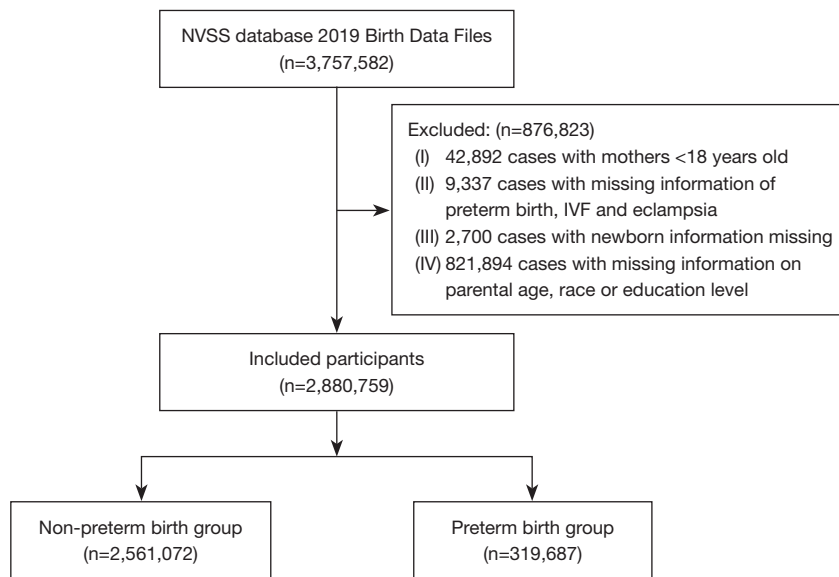 NVSS database 2019 Birth Data Files
(n=3,757,582)
Excluded: (n=876,823)
(I) 42,892 cases with mothers <18 years old
(II) 9,337 cases with missing information of
preterm birth, IVF and eclampsia
(III) 2,700 cases with newborn information missing
(IV) 821,894 cases with missing information on
parental age, race or education level
Included participants
(n=2,880,759)
Non-preterm birth group
(n=2,561,072)
Preterm birth group
(n=319,687)